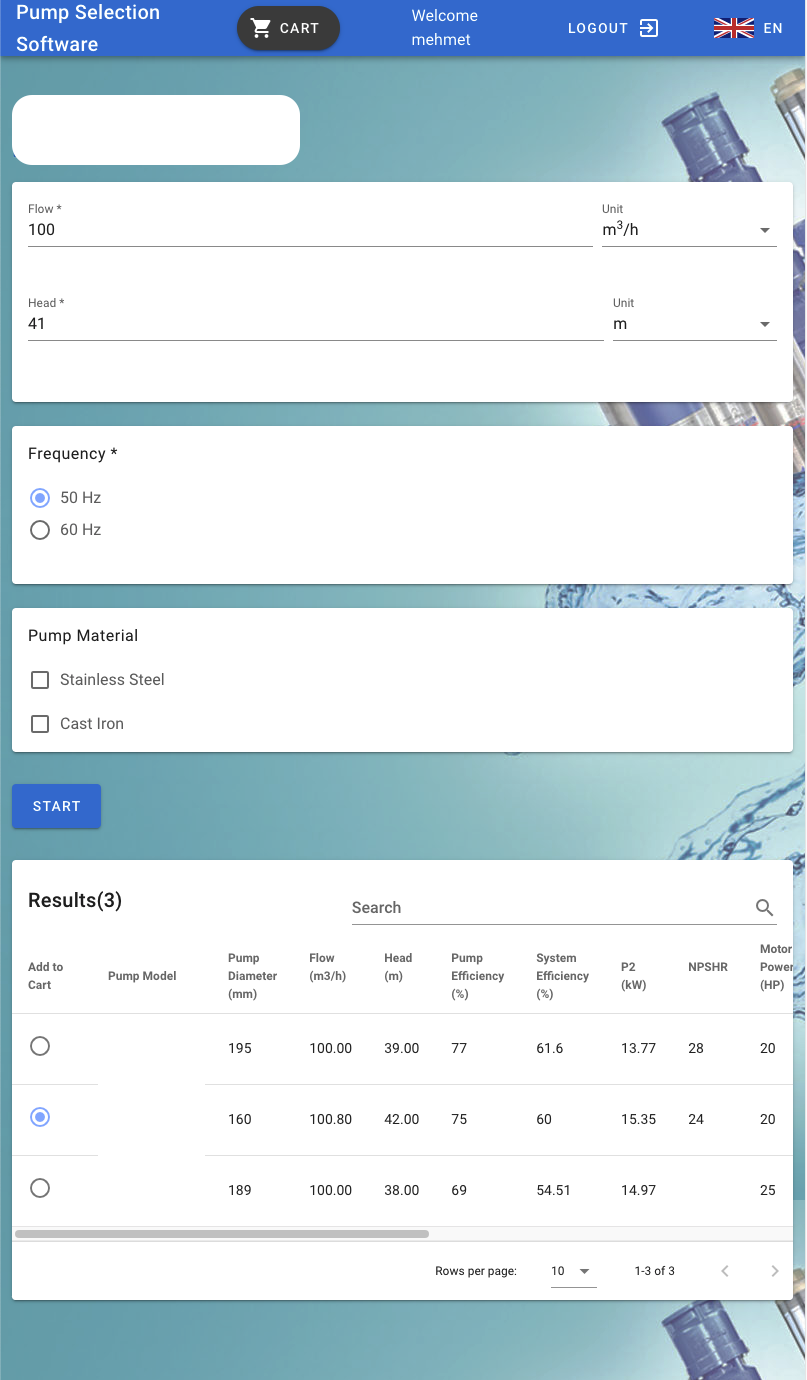 Pump Selection
Software
CART
Welcome
mehmet
LOGOUT
EN
Flow *
100
Unit
m³/h
Head *
41
Unit
m
Frequency *
50 Hz
60 Hz
Pump Material
Stainless Steel
Cast Iron
START
Results(3)
Search
Add to Cart
Pump Model
Pump Diameter (mm)
Flow (m3/h)
Head (m)
Pump Efficiency (%)
System Efficiency (%)
P2 (kW)
NPSHR
Motor Power (HP)
195 100.00 39.00 77 61.6 13.77 28 20
160 100.80 42.00 75 60 15.35 24 20
189 100.00 38.00 69 54.51 14.97 25
Rows per page: 10 1-3 of 3